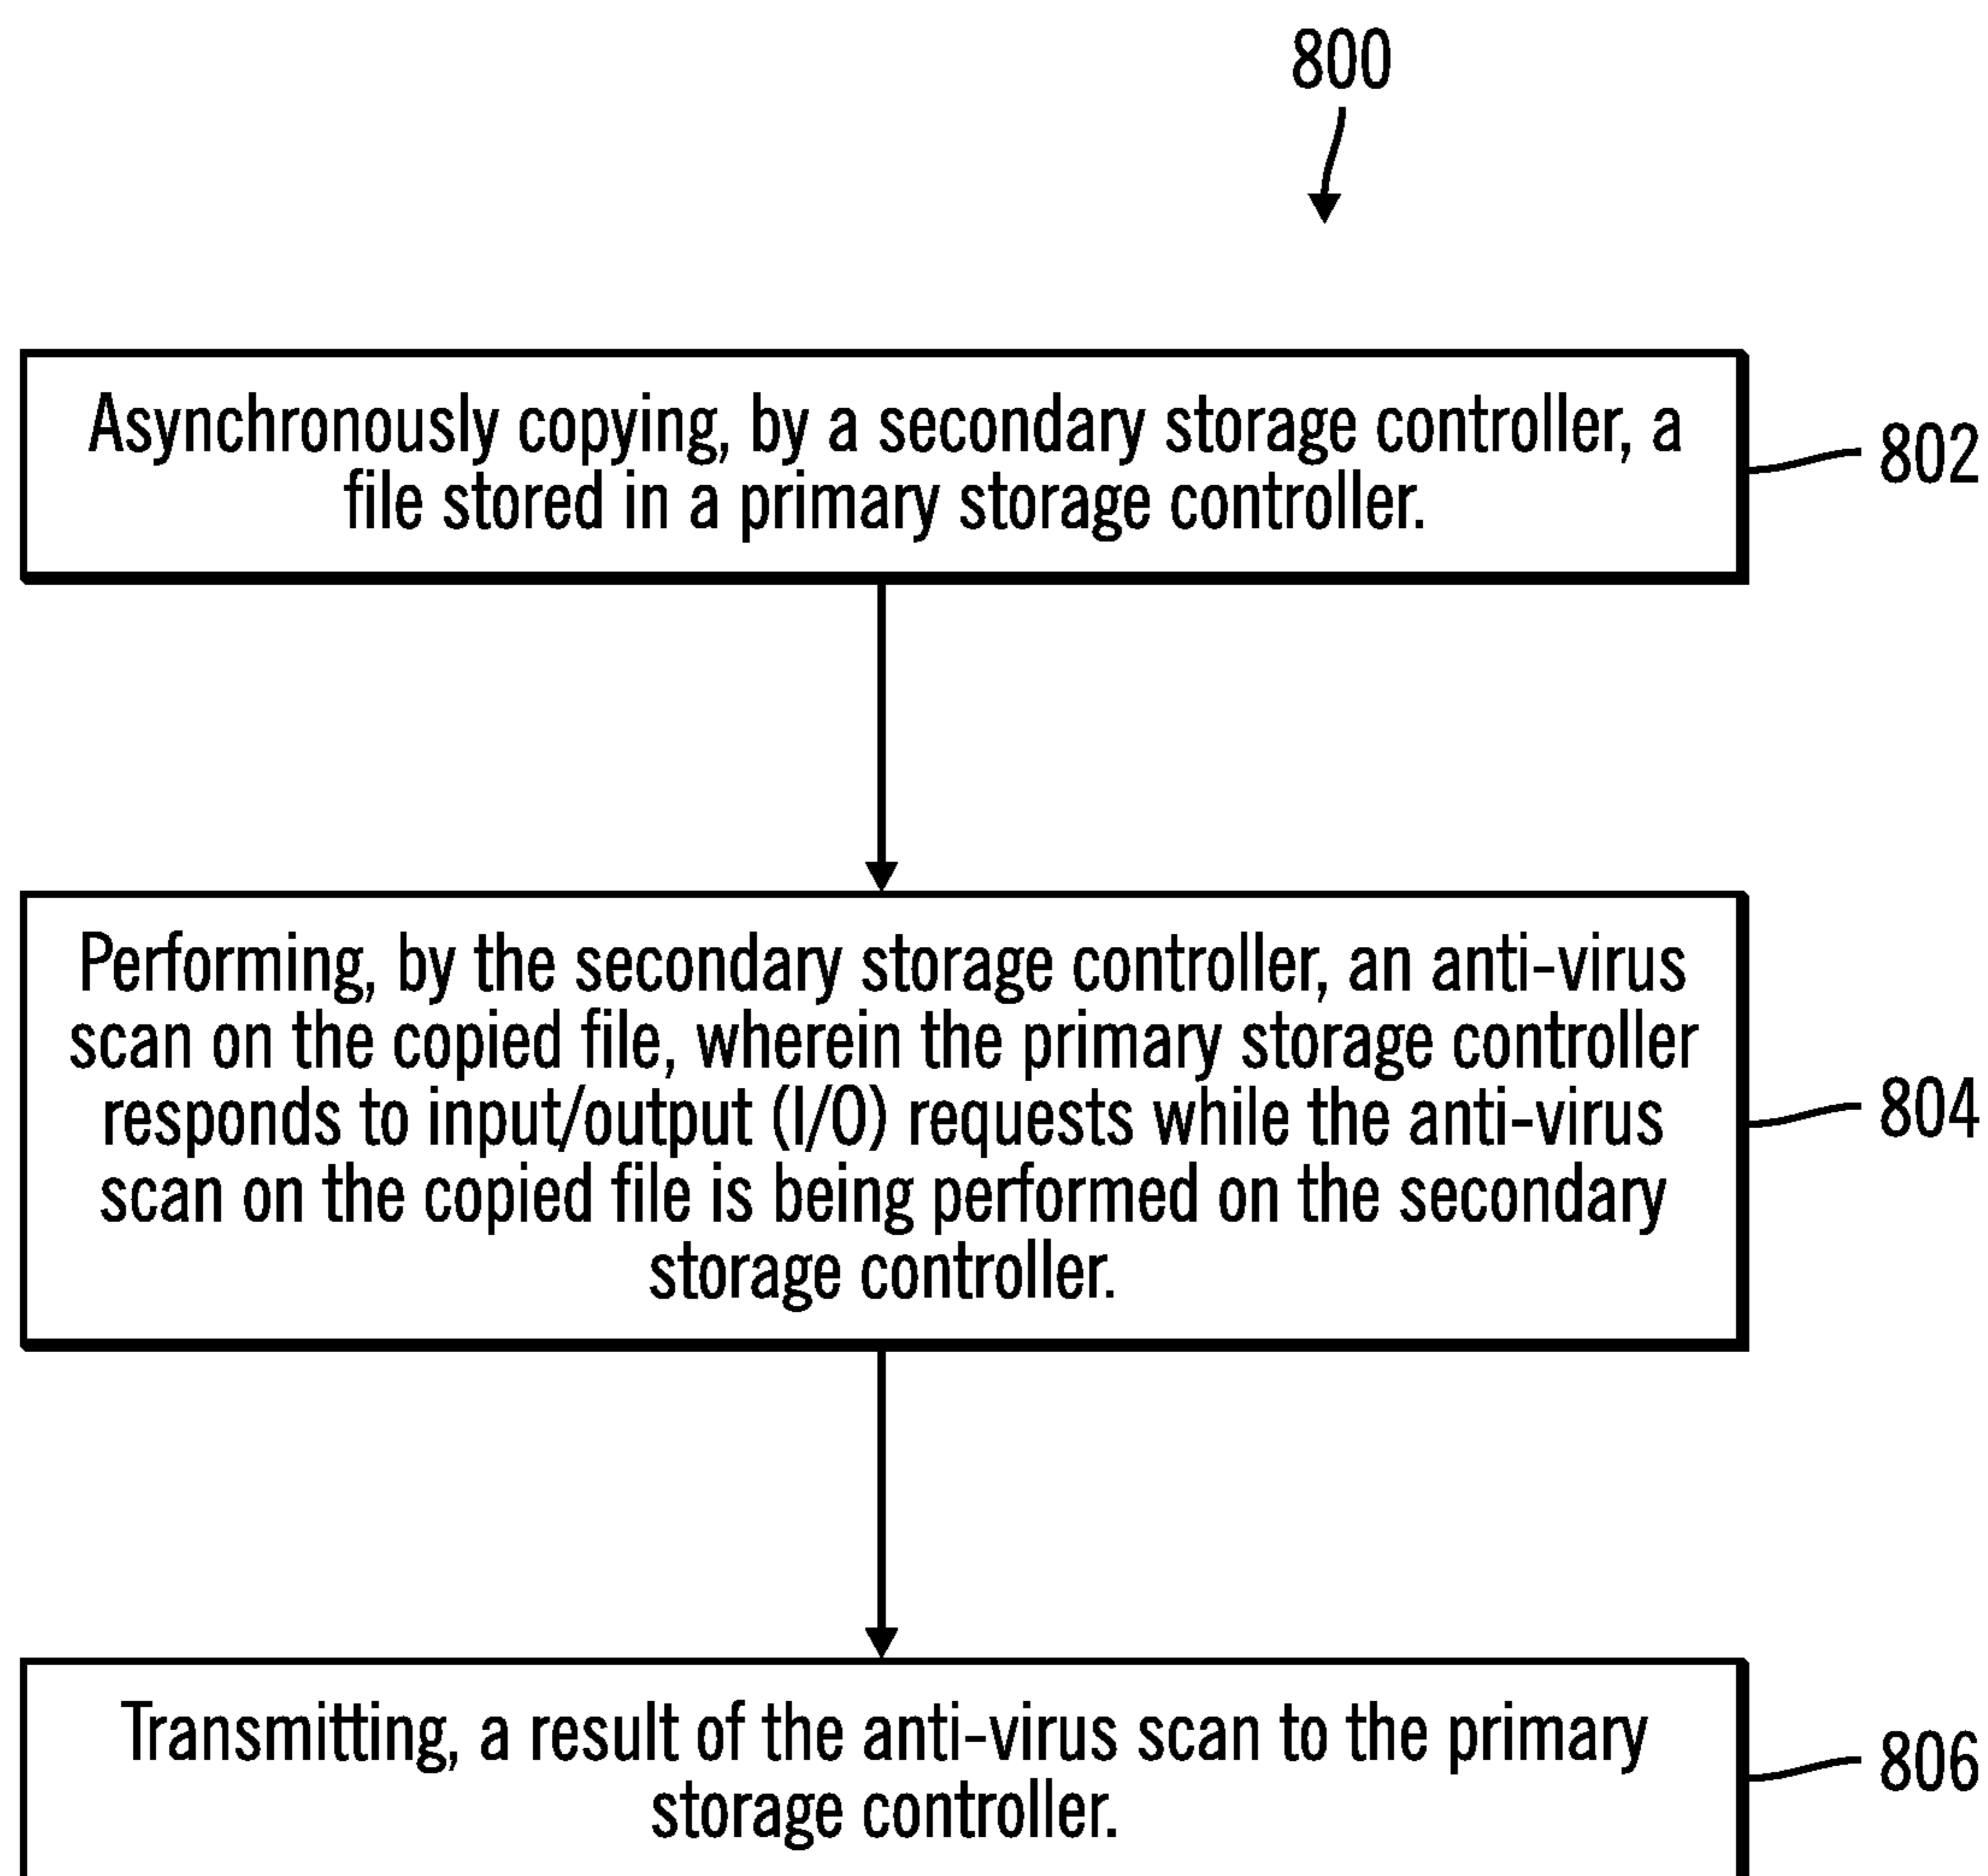 800
Asynchronously copying, by a secondary storage controller, a
file stored in a primary storage controller.
802
Performing, by the secondary storage controller, an anti-virus
scan on the copied file, wherein the primary storage controller
responds to input/output (I/O) requests while the anti-virus
scan on the copied file is being performed on the secondary
storage controller.
804
Transmitting, a result of the anti-virus scan to the primary
storage controller.
806